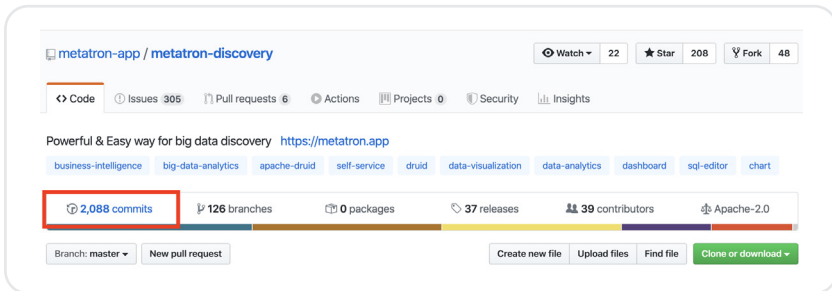 metatron-app / metatron-discovery Watch 22 Star 208 Fork 48
Code Issues 305 Pull requests 6 Actions Projects 0 Security Insights
Powerful & Easy way for big data discovery https://metatron.app
business-intelligence big-data-analytics apache-druid self-service druid data-visualization data-analytics dashboard sql-editor chart
2,088 commits 126 branches 0 packages 37 releases 39 contributors Apache-2.0
Branch: master New pull request Create new file Upload files Find file Clone or download